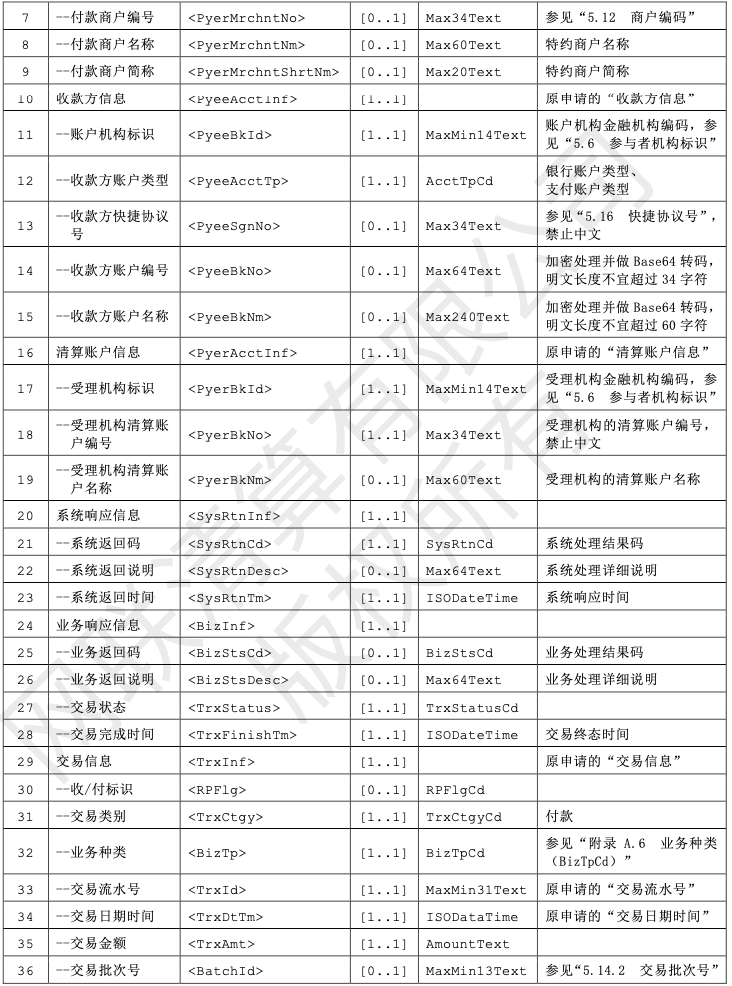 7 --付款商户编号 <PyerMrchntNo> [0..1] Max34Text 参见“5.12 商户编码”
8 --付款商户名称 <PyerMrchntNm> [0..1] Max60Text 特约商户名称
9 --付款商户简称 <PyerMrchntShrtNm> [0..1] Max20Text 特约商户简称
10 收款方信息 <PyeeAcctInf> [1..1] 原申请的“收款方信息”
11 --账户机构标识 <PyeeBkId> [1..1] MaxMin14Text 账户机构金融机构编码，参
见“5.6 参与者机构标识”
12 --收款方账户类型 <PyeeAcctTp> [1..1] AcctTpCd 银行账户类型、
支付账户类型
13 --收款方快捷协议
号 <PyeeSgnNo> [0..1] Max34Text 参见“5.16 快捷协议号”，
禁止中文
14 --收款方账户编号 <PyeeBkNo> [0..1] Max64Text 加密处理并做 Base64 转码，
明文长度不宜超过 34 字符
15 --收款方账户名称 <PyeeBkNm> [0..1] Max240Text 加密处理并做 Base64 转码，
明文长度不宜超过 60 字符
16 清算账户信息 <PyerAcctInf> [1..1] 原申请的“清算账户信息”
17 --受理机构标识 <PyerBkId> [1..1] MaxMin14Text 受理机构金融机构编码，参
见“5.6 参与者机构标识”
18 --受理机构清算账
户编号 <PyerBkNo> [1..1] Max34Text 受理机构的清算账户编号，
禁止中文
19 --受理机构清算账
户名称 <PyerBkNm> [0..1] Max60Text 受理机构的清算账户名称
20 系统响应信息 <SysRtnInf> [1..1]
21 --系统返回码 <SysRtnCd> [1..1] SysRtnCd 系统处理结果码
22 --系统返回说明 <SysRtnDesc> [0..1] Max64Text 系统处理详细说明
23 --系统返回时间 <SysRtnTm> [1..1] ISODateTime 系统响应时间
24 业务响应信息 <BizInf> [1..1]
25 --业务返回码 <BizStsCd> [0..1] BizStsCd 业务处理结果码
26 --业务返回说明 <BizStsDesc> [0..1] Max64Text 业务处理详细说明
27 --交易状态 <TrxStatus> [1..1] TrxStatusCd
28 --交易完成时间 <TrxFinishTm> [1..1] ISODateTime 交易终态时间
29 交易信息 <TrxInf> [1..1] 原申请的“交易信息”
30 --收/付标识 <RPFlg> [0..1] RPFlgCd
31 --交易类别 <TrxCtgy> [1..1] TrxCtgyCd 付款
32 --业务种类 <BizTp> [1..1] BizTpCd 参见“附录 A.6 业务种类
（BizTpCd）”
33 --交易流水号 <TrxId> [1..1] MaxMin31Text 原申请的“交易流水号”
34 --交易日期时间 <TrxDtTm> [1..1] ISODataTime 原申请的“交易日期时间”
35 --交易金额 <TrxAmt> [1..1] AmountText
36 --交易批次号 <BatchId> [0..1] MaxMin13Text 参见“5.14.2 交易批次号”
网联清算有限公司
版权所有